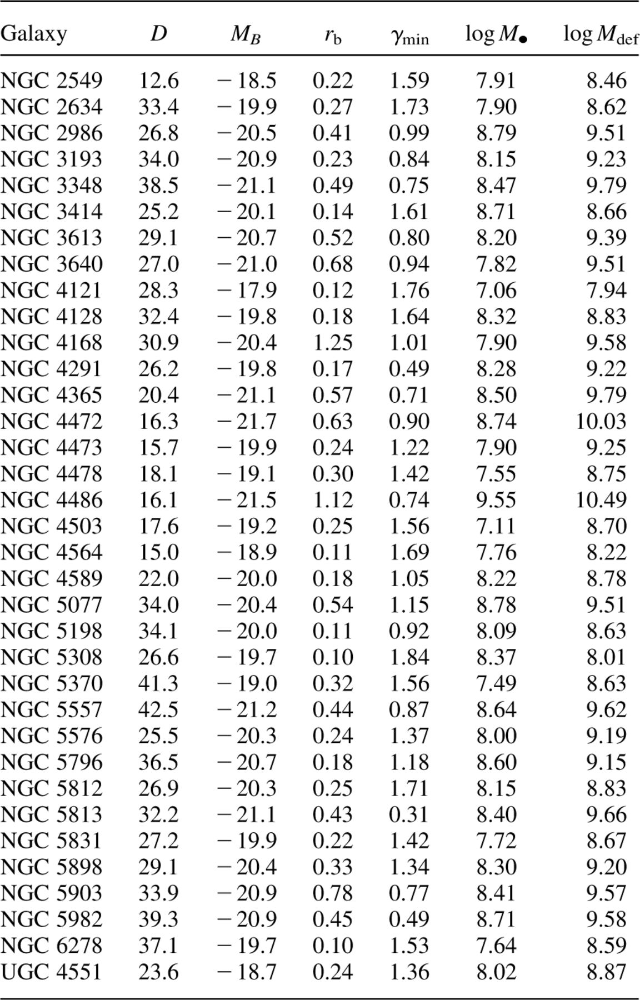 Galaxy D M_B r_b γ_min log M_• log M_def
NGC 2549 12.6 −18.5 0.22 1.59 7.91 8.46
NGC 2634 33.4 −19.9 0.27 1.73 7.90 8.62
NGC 2986 26.8 −20.5 0.41 0.99 8.79 9.51
NGC 3193 34.0 −20.9 0.23 0.84 8.15 9.23
NGC 3348 38.5 −21.1 0.49 0.75 8.47 9.79
NGC 3414 25.2 −20.1 0.14 1.61 8.71 8.66
NGC 3613 29.1 −20.7 0.52 0.80 8.20 9.39
NGC 3640 27.0 −21.0 0.68 0.94 7.82 9.51
NGC 4121 28.3 −17.9 0.12 1.76 7.06 7.94
NGC 4128 32.4 −19.8 0.18 1.64 8.32 8.83
NGC 4168 30.9 −20.4 1.25 1.01 7.90 9.58
NGC 4291 26.2 −19.8 0.17 0.49 8.28 9.22
NGC 4365 20.4 −21.1 0.57 0.71 8.50 9.79
NGC 4472 16.3 −21.7 0.63 0.90 8.74 10.03
NGC 4473 15.7 −19.9 0.24 1.22 7.90 9.25
NGC 4478 18.1 −19.1 0.30 1.42 7.55 8.75
NGC 4486 16.1 −21.5 1.12 0.74 9.55 10.49
NGC 4503 17.6 −19.2 0.25 1.56 7.11 8.70
NGC 4564 15.0 −18.9 0.11 1.69 7.76 8.22
NGC 4589 22.0 −20.0 0.18 1.05 8.22 8.78
NGC 5077 34.0 −20.4 0.54 1.15 8.78 9.51
NGC 5198 34.1 −20.0 0.11 0.92 8.09 8.63
NGC 5308 26.6 −19.7 0.10 1.84 8.37 8.01
NGC 5370 41.3 −19.0 0.32 1.56 7.49 8.63
NGC 5557 42.5 −21.2 0.44 0.87 8.64 9.62
NGC 5576 25.5 −20.3 0.24 1.37 8.00 9.19
NGC 5796 36.5 −20.7 0.18 1.18 8.60 9.15
NGC 5812 26.9 −20.3 0.25 1.71 8.15 8.83
NGC 5813 32.2 −21.1 0.43 0.31 8.40 9.66
NGC 5831 27.2 −19.9 0.22 1.42 7.72 8.67
NGC 5898 29.1 −20.4 0.33 1.34 8.30 9.20
NGC 5903 33.9 −20.9 0.78 0.77 8.41 9.57
NGC 5982 39.3 −20.9 0.45 0.49 8.71 9.58
NGC 6278 37.1 −19.7 0.10 1.53 7.64 8.59
UGC 4551 23.6 −18.7 0.24 1.36 8.02 8.87